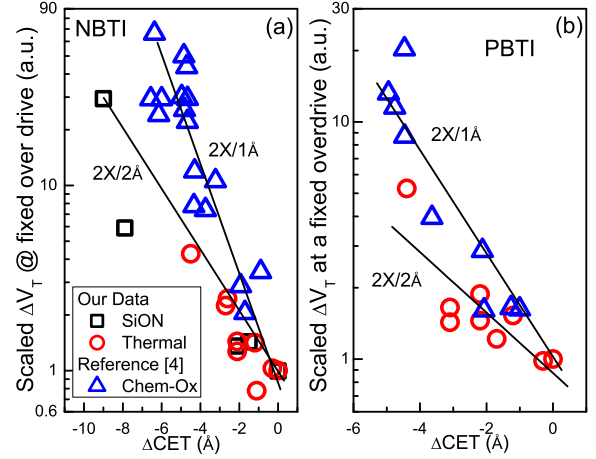 NBTI
(a)
Scaled ΔV_T @ fixed over drive (a.u.)
90
10
1
0.6
2X/1Å
2X/2Å
Our Data
SiON
Thermal
Reference [4]
Chem-Ox
-10 -8 -6 -4 -2 0
ΔCET (Å)
PBTI
(b)
Scaled ΔV_T at a fixed overdrive (a.u.)
30
10
1
0.6
2X/1Å
2X/2Å
-6 -4 -2 0
ΔCET (Å)